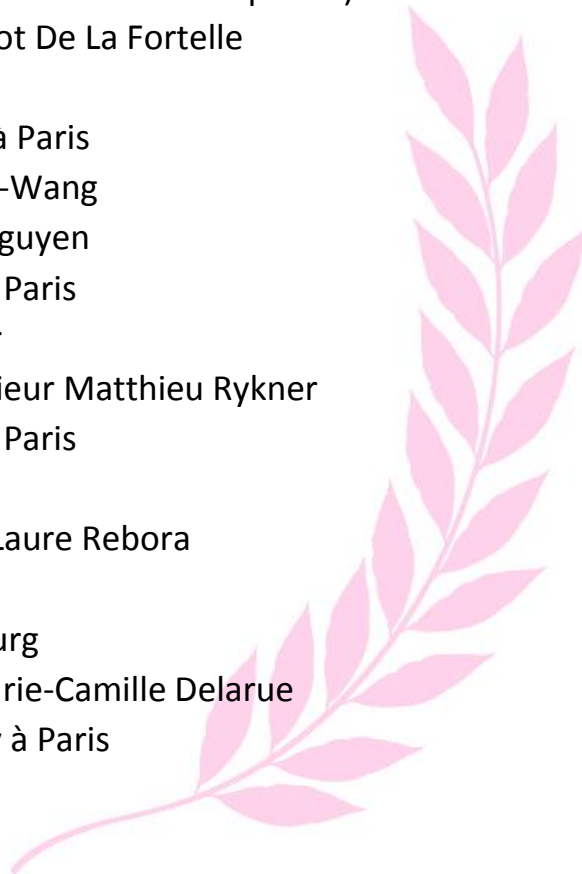 ot De La Fortelle
à Paris
-Wang
guyen
Paris
ieur Matthieu Rykner
Paris
Laure Rebora
urg
rie-Camille Delarue
à Paris